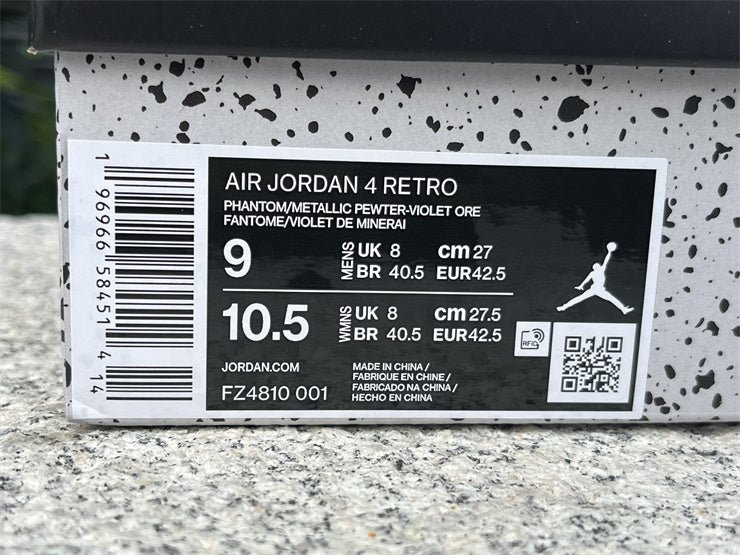 1 96966 58451 4 14
AIR JORDAN 4 RETRO
PHANTOM/METALLIC PEWTER-VIOLET ORE
FANTOME/VIOLET DE MINERAI
9 MENS UK 8 cm 27
BR 40.5 EUR 42.5
10.5 WMNS UK 8 cm 27.5
BR 40.5 EUR 42.5
RFID
JORDAN.COM
FZ4810 001
MADE IN CHINA /
FABRIQUE EN CHINE /
FABRICADO NA CHINA /
HECHO EN CHINA